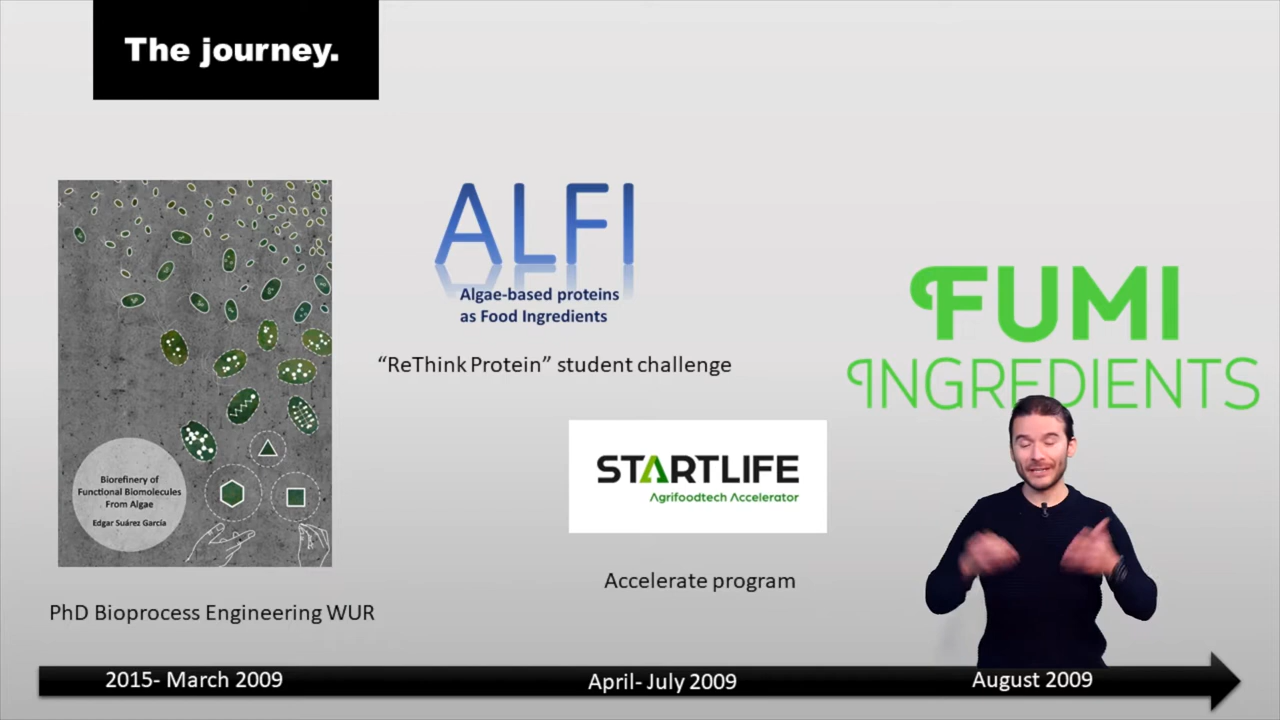 The journey.
ALFI
Algae-based proteins
as Food Ingredients
“ReThink Protein” student challenge
FUMI
INGREDIENTS
Biorefinery of
Functional Biomolecules
From Algae
Edgar Suárez García
STARTLIFE
Agrifoodtech Accelerator
Accelerate program
PhD Bioprocess Engineering WUR
2015- March 2009
April- July 2009
August 2009